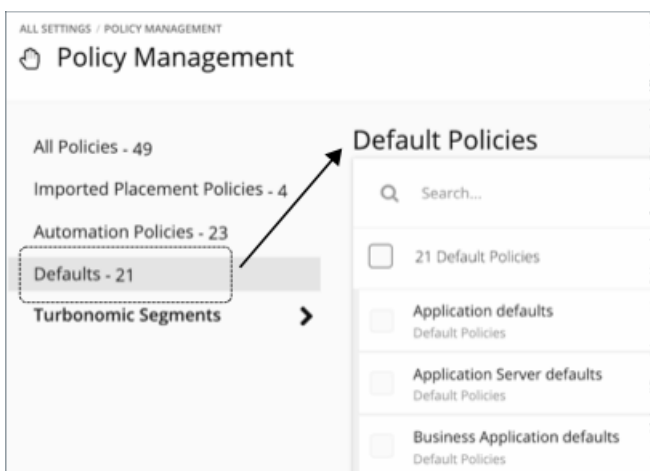 ALL SETTINGS / POLICY MANAGEMENT
Policy Management
All Policies - 49
Imported Placement Policies - 4
Automation Policies - 23
Defaults - 21
Turbonomic Segments
Default Policies
Search...
21 Default Policies
Application defaults
Default Policies
Application Server defaults
Default Policies
Business Application defaults
Default Policies